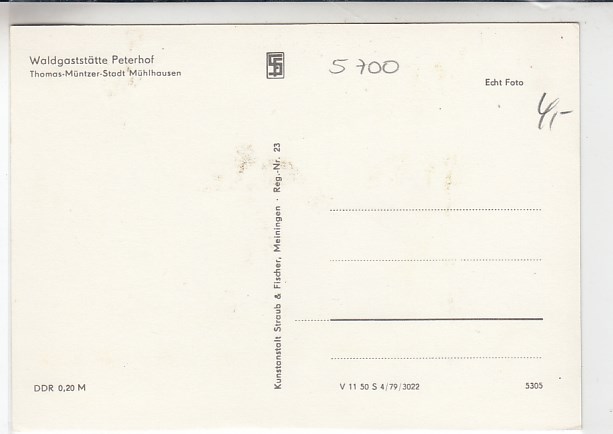 Waldgaststätte Peterhof
Thomas-Müntzer-Stadt Mühlhausen
5700
Echt Foto
4,-
Kunstanstalt Straub & Fischer, Meiningen · Reg.-Nr. 23
DDR 0,20 M
V 11 50 S 4/79/3022
5305